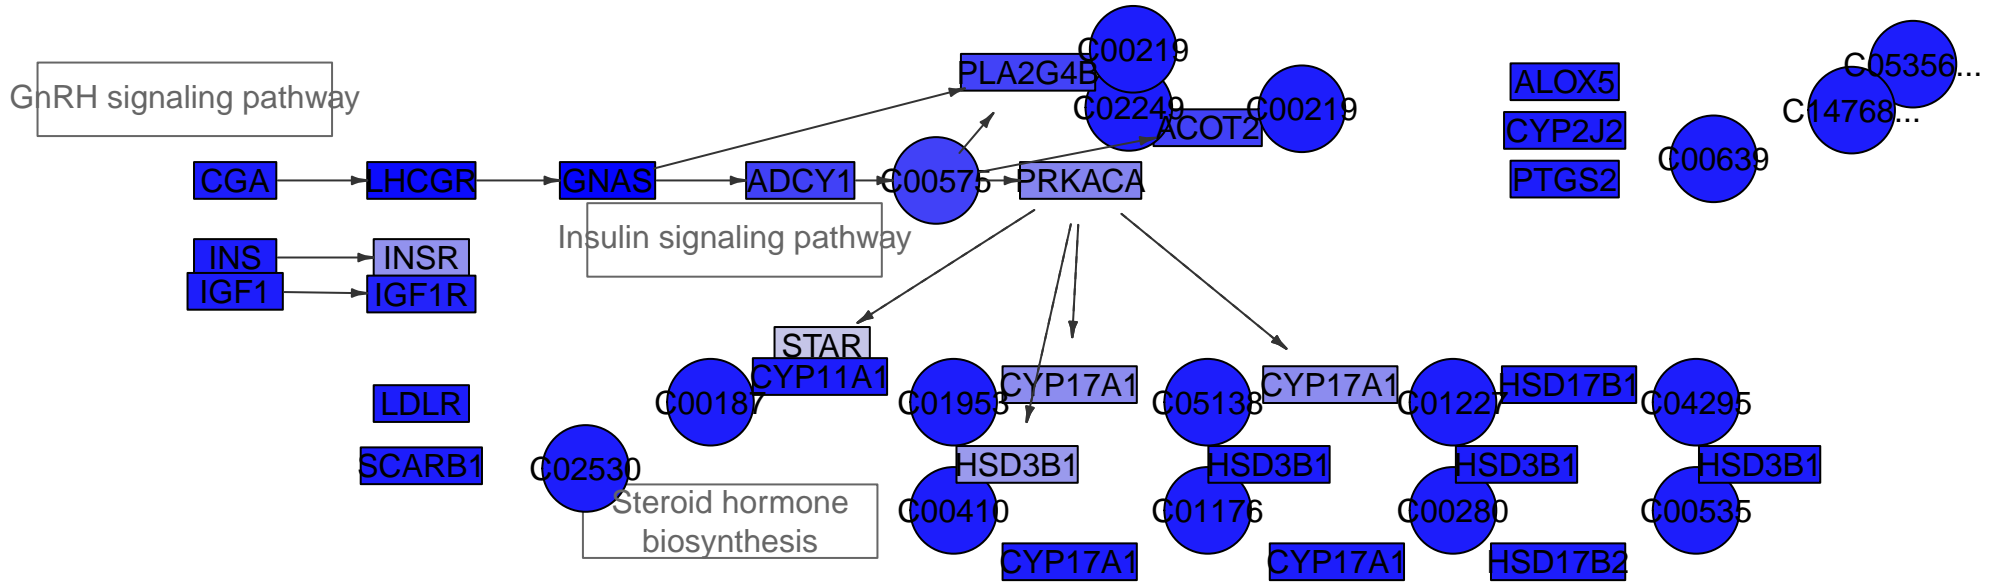 GnRH signaling pathway
PLA2G4B
C00219
C02249
ACOT2
C00219
ALOX5
CYP2J2
PTGS2
C00639
C14768...
C05356...
CGA
LHCGR
GNAS
ADCY1
C00575
PRKACA
Insulin signaling pathway
INS
INSR
IGF1
IGF1R
STAR
CYP11A1
C00187
C01953
CYP17A1
C05138
CYP17A1
C01227
HSD17B1
C04295
LDLR
SCARB1
C02530
HSD3B1
HSD3B1
HSD3B1
HSD3B1
Steroid hormone
biosynthesis
C00410
C01176
C00280
C00535
CYP17A1
CYP17A1
HSD17B2